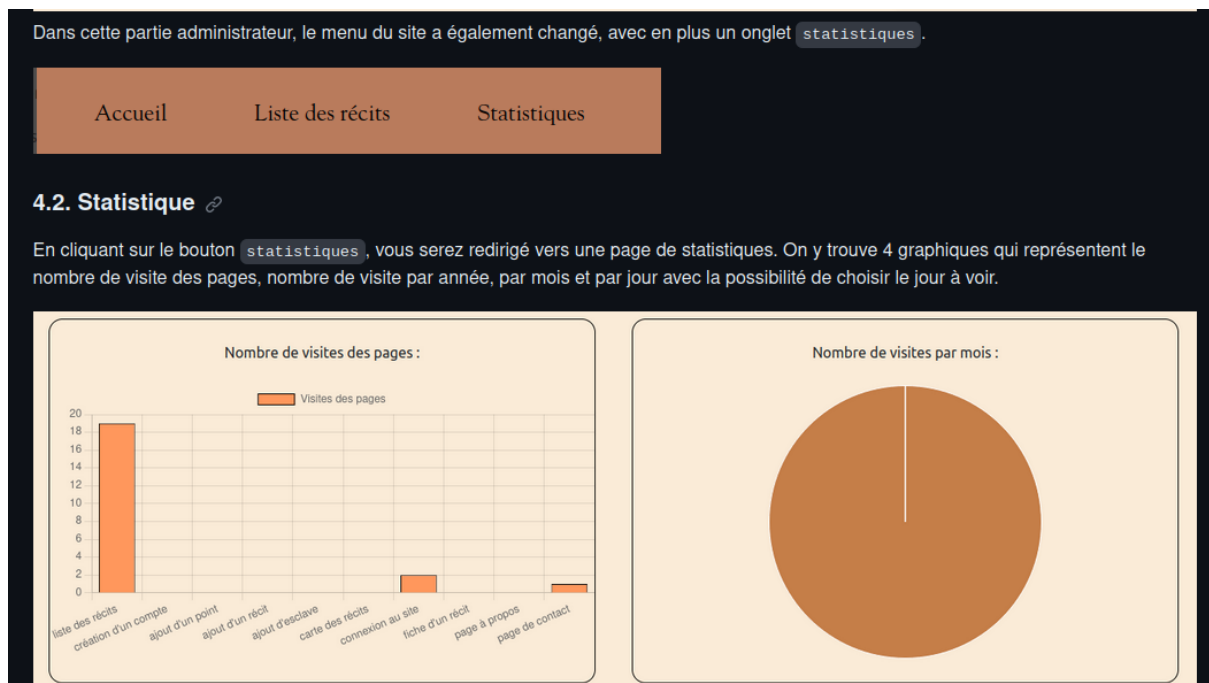 Dans cette partie administrateur, le menu du site a également changé, avec en plus un onglet statistiques.
Accueil Liste des récits Statistiques
4.2. Statistique
En cliquant sur le bouton statistiques, vous serez redirigé vers une page de statistiques. On y trouve 4 graphiques qui représentent le
nombre de visite des pages, nombre de visite par année, par mois et par jour avec la possibilité de choisir le jour à voir.
Nombre de visites des pages :
Visites des pages
20
18
16
14
12
10
8
6
4
2
0
liste des récits
création d'un compte
ajout d'un point
ajout d'un récit
ajout d'esclave
carte des récits
connexion au site
fiche d'un récit
page à propos
page de contact
Nombre de visites par mois :